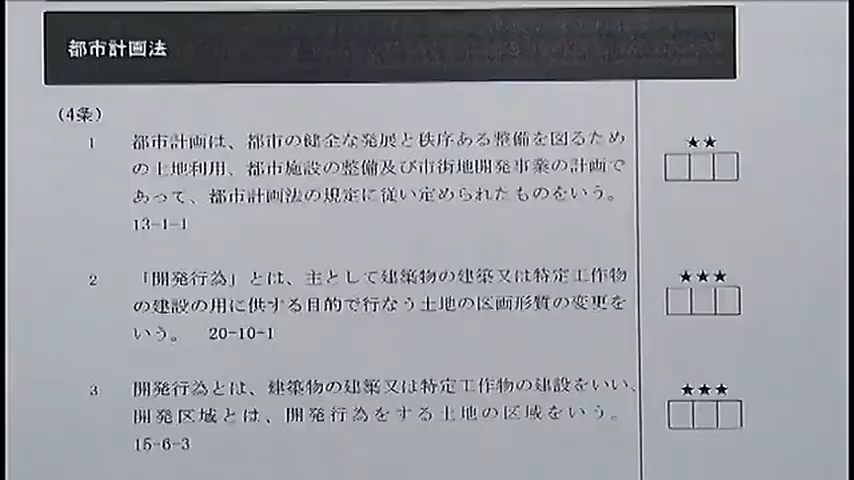 都市計画法
(4条)
1 都市計画は、都市の健全な発展と秩序ある整備を図るため
★★
の土地利用、都市施設の整備及び市街地開発事業の計画で
あって、都市計画法の規定に従い定められたものをいう。
13-1-1
2 「開発行為」とは、主として建築物の建築又は特定工作物
★★★
の建設の用に供する目的で行なう土地の区画形質の変更を
いう。 20-10-1
3 開発行為とは、建築物の建築又は特定工作物の建設をいい、
★★★
開発区域とは、開発行為をする土地の区域をいう。
15-6-3